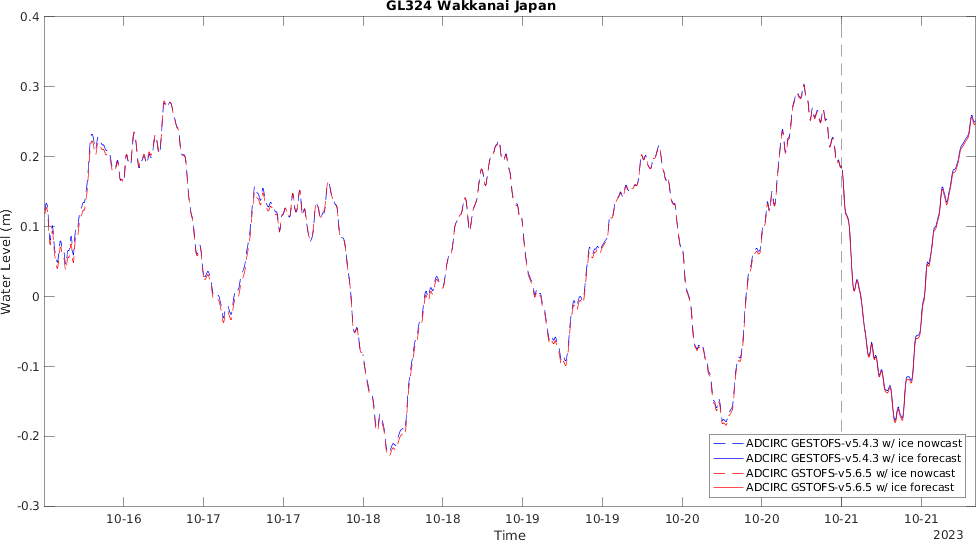 GL324 Wakkanai Japan
0.4
0.3
0.2
0.1
0
-0.1
-0.2
-0.3
Water Level (m)
ADCIRC GESTOFS-v5.4.3 w/ ice nowcast
ADCIRC GESTOFS-v5.4.3 w/ ice forecast
ADCIRC GSTOFS-v5.6.5 w/ ice nowcast
ADCIRC GSTOFS-v5.6.5 w/ ice forecast
10-16 10-17 10-17 10-18 10-18 10-19 10-19 10-20 10-20 10-21 10-21
Time
2023